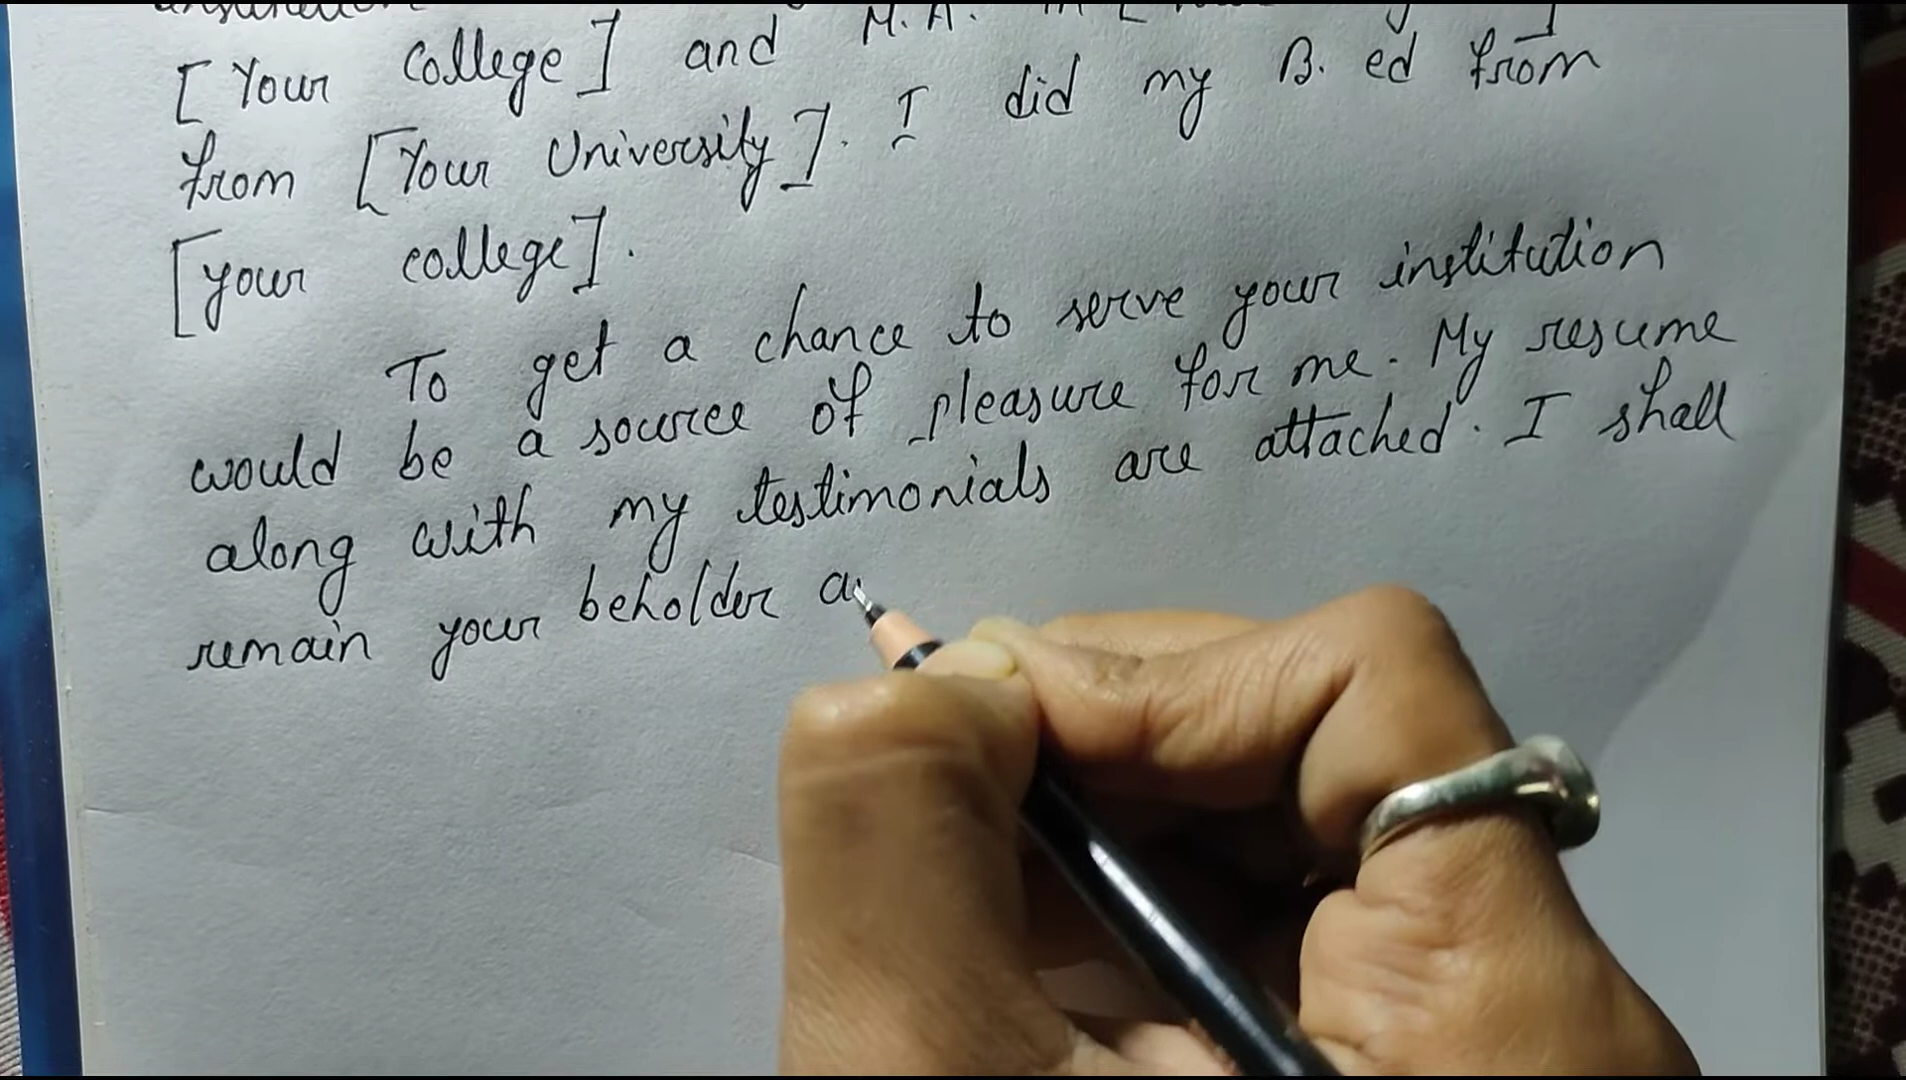 [Your College] and M.A. in [
from [Your University]. I did my B. ed from
[your college].
To get a chance to serve your institution
would be a source of pleasure for me. My resume
along with my testimonials are attached. I shall
remain your beholder a